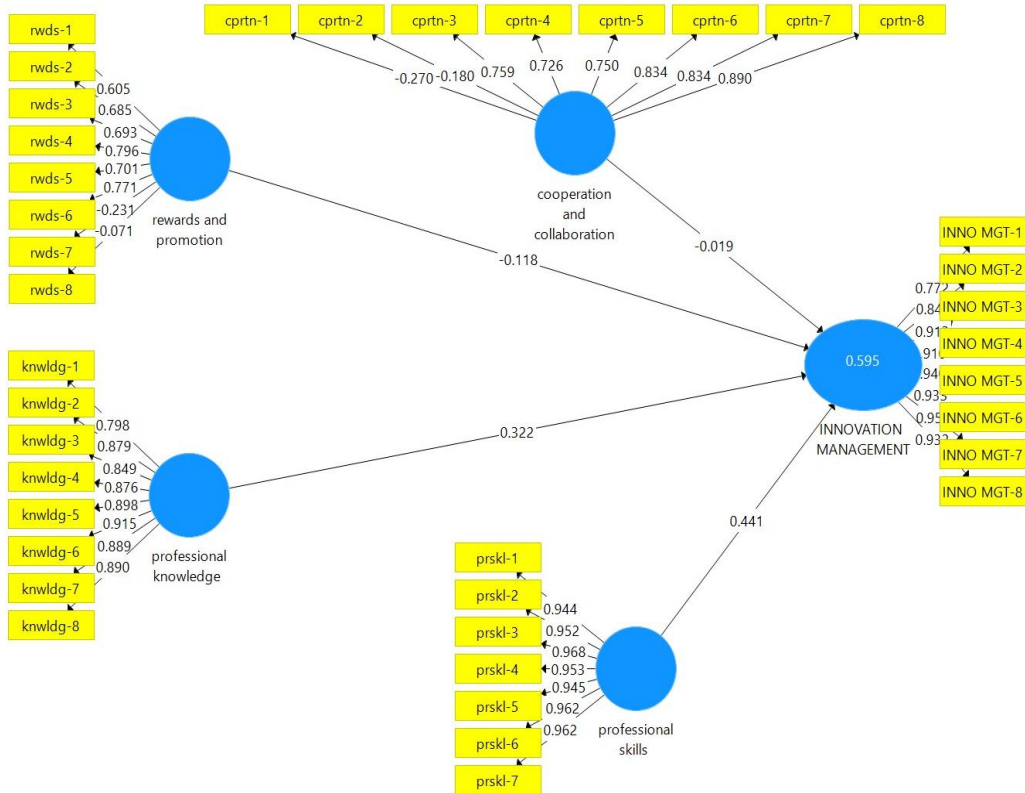 cprtn-1
cprtn-2
cprtn-3
cprtn-4
cprtn-5
cprtn-6
cprtn-7
cprtn-8
-0.270
-0.180
0.759
0.726
0.750
0.834
0.834
0.890
cooperation
and
collaboration
-0.019
rwds-1
rwds-2
rwds-3
rwds-4
rwds-5
rwds-6
rwds-7
rwds-8
0.605
0.685
0.693
0.796
0.701
0.771
-0.231
-0.071
rewards and
promotion
-0.118
knwldg-1
knwldg-2
knwldg-3
knwldg-4
knwldg-5
knwldg-6
knwldg-7
knwldg-8
0.798
0.879
0.849
0.876
0.898
0.915
0.889
0.890
professional
knowledge
0.322
prskl-1
prskl-2
prskl-3
prskl-4
prskl-5
prskl-6
prskl-7
0.944
0.952
0.968
0.953
0.945
0.962
0.962
professional
skills
0.441
0.595
INNOVATION
MANAGEMENT
0.772
INNO MGT-1
INNO MGT-2
INNO MGT-3
INNO MGT-4
INNO MGT-5
INNO MGT-6
INNO MGT-7
INNO MGT-8